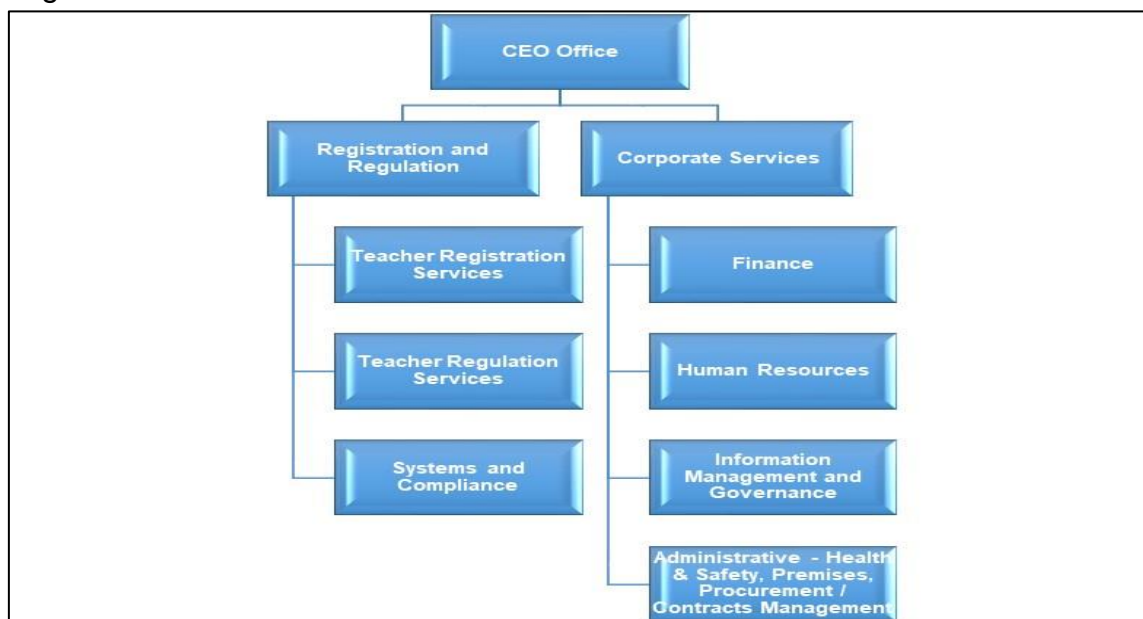 CEO Office
Registration and
Regulation
Corporate Services
Teacher Registration
Services
Finance
Teacher Regulation
Services
Human Resources
Systems and
Compliance
Information
Management and
Governance
Administrative - Health
& Safety, Premises,
Procurement /
Contracts Management